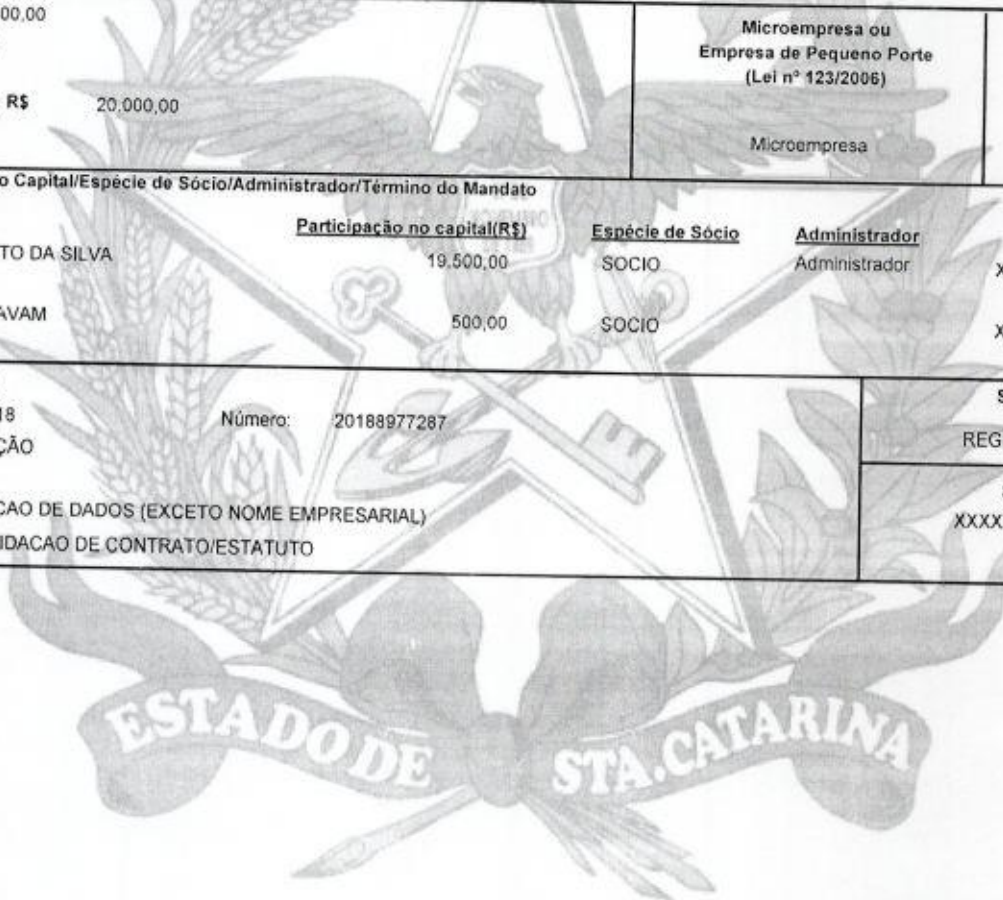 00.00
Microempresa ou
Empresa de Pequeno Porte
(Lei nº 123/2006)
R$ 20.000,00
Microempresa
o Capital/Espécie de Sócio/Administrador/Término do Mandato
Participação no capital(R$) Espécie de Sócio Administrador
TO DA SILVA 19.500,00 SOCIO Administrador X
AVAM 500,00 SOCIO X
18 Número: 20188977287 S
ÇÃO REG
CAO DE DADOS (EXCETO NOME EMPRESARIAL)
IDACAO DE CONTRATO/ESTATUTO XXXX
ESTADO DE STA.CATARINA